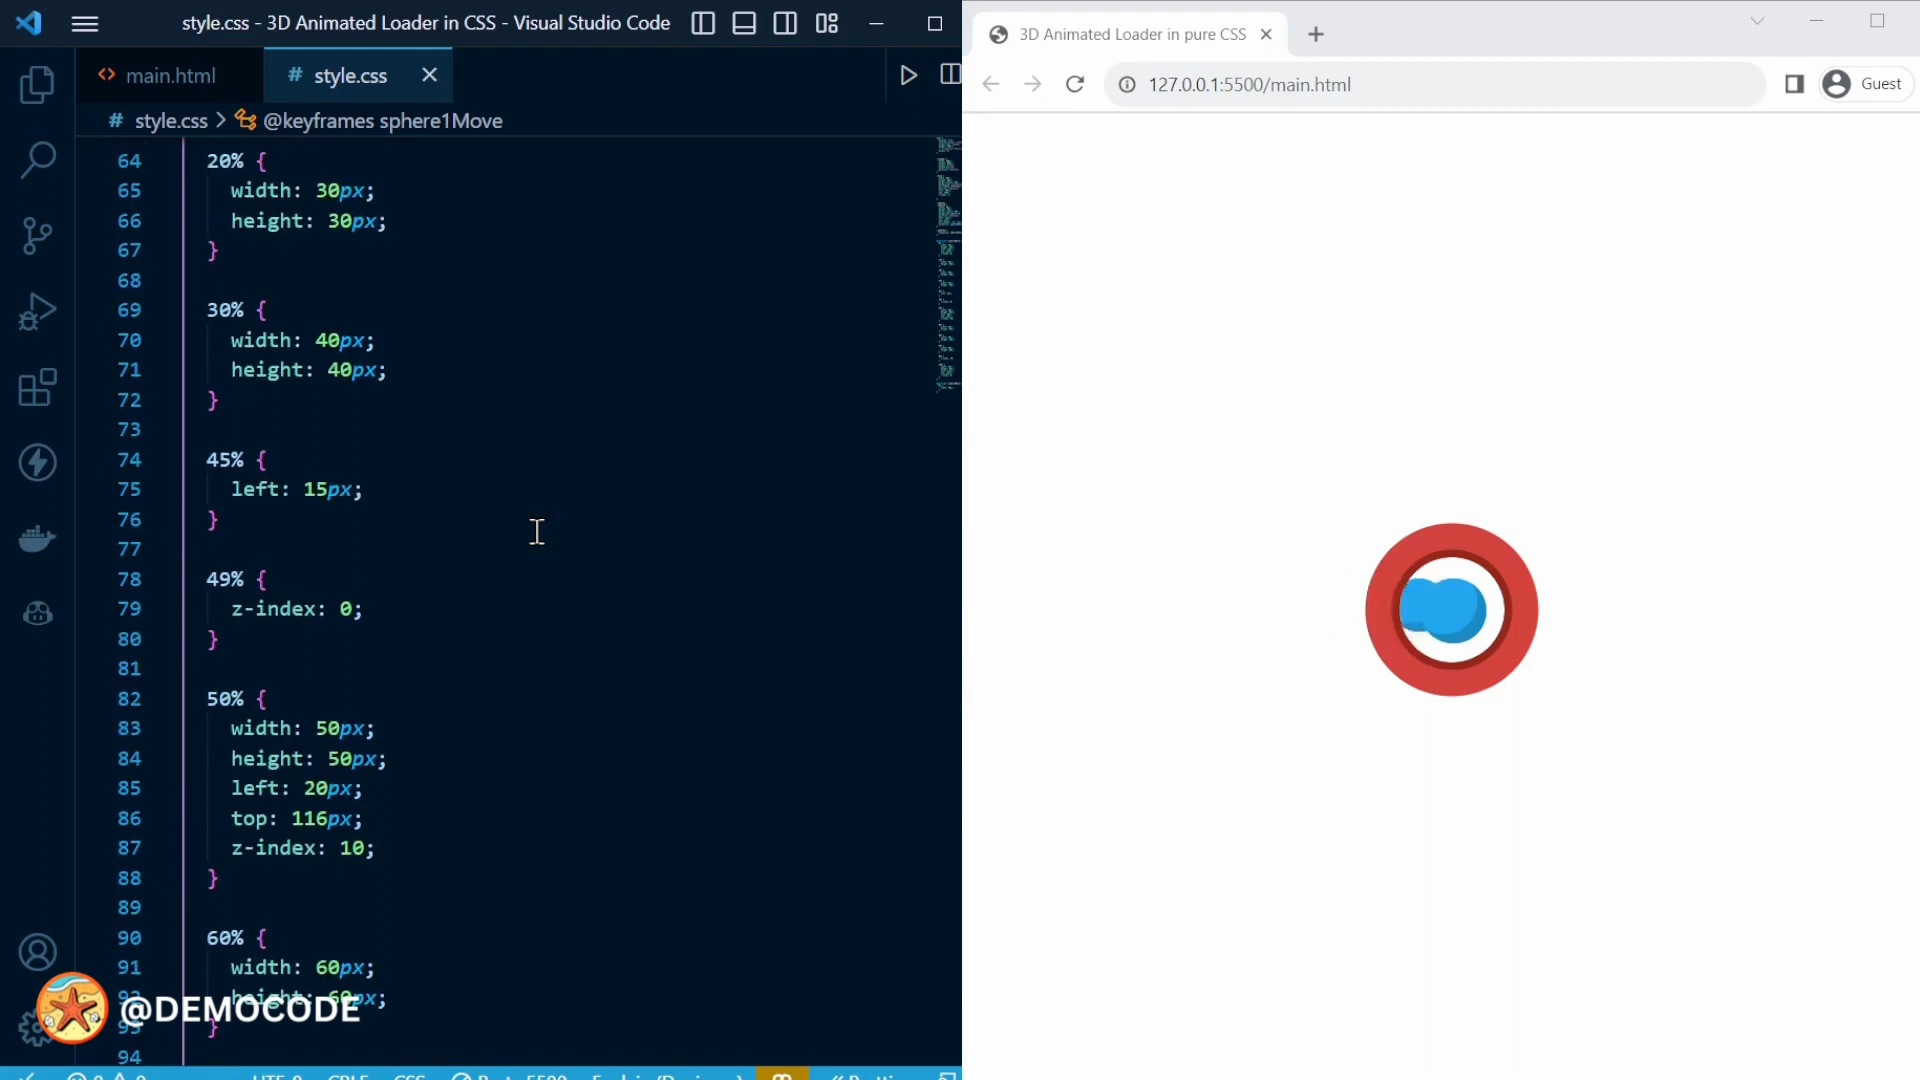 style.css - 3D Animated Loader in CSS - Visual Studio Code
main.html
# style.css
# style.css > @keyframes sphere1Move
64 20% {
65 width: 30px;
66 height: 30px;
67 }
68
69 30% {
70 width: 40px;
71 height: 40px;
72 }
73
74 45% {
75 left: 15px;
76 }
77
78 49% {
79 z-index: 0;
80 }
81
82 50% {
83 width: 50px;
84 height: 50px;
85 left: 20px;
86 top: 116px;
87 z-index: 10;
88 }
89
90 60% {
91 width: 60px;
92 height: 60px;
93 }
94
@DEMOCODE
3D Animated Loader in pure CSS
127.0.0.1:5500/main.html
Guest